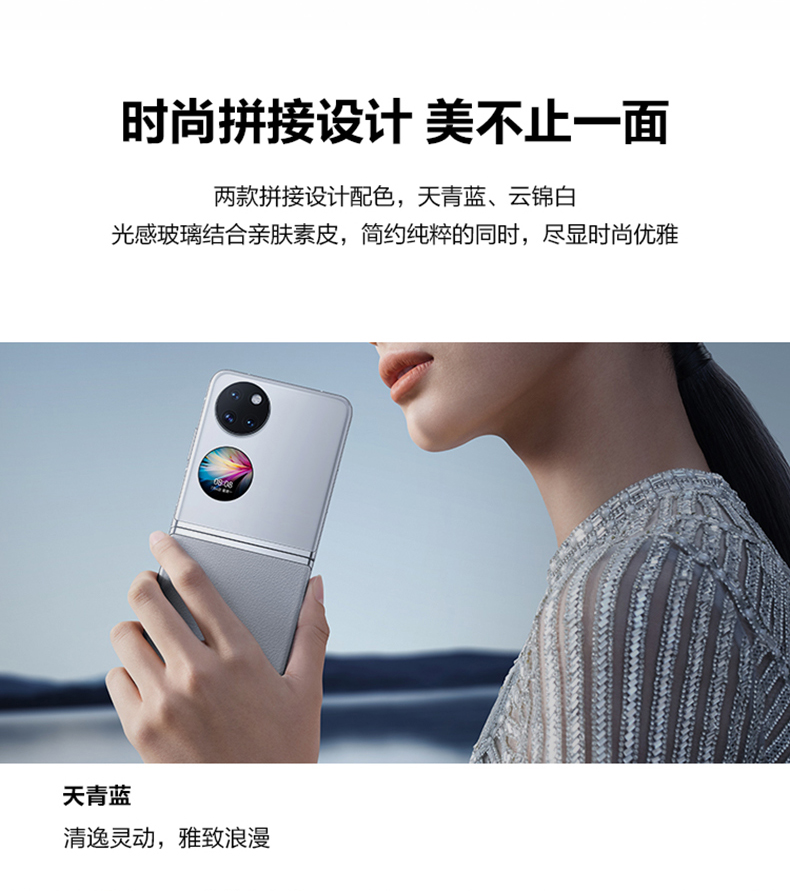 时尚拼接设计 美不止一面
两款拼接设计配色，天青蓝、云锦白
光感玻璃结合亲肤素皮，简约纯粹的同时，尽显时尚优雅
08:08
天青蓝
清逸灵动，雅致浪漫